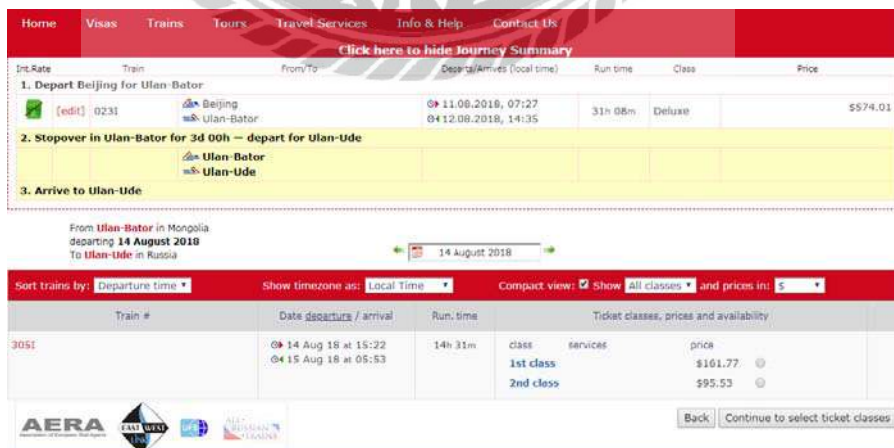 Home Visas Trains Tours Travel Services Info & Help Contact Us
Click here to hide Journey Summary
Int.Rate Train From/To Departs/Arrives (local time) Run time Class Price
1. Depart Beijing for Ulan-Bator
[edit] 023I Beijing 11.08.2018, 07:27 31h 08m Deluxe $574.01
Ulan-Bator 12.08.2018, 14:35
2. Stopover in Ulan-Bator for 3d 00h — depart for Ulan-Ude
Ulan-Bator
Ulan-Ude
3. Arrive to Ulan-Ude
From Ulan-Bator in Mongolia
departing 14 August 2018
To Ulan-Ude in Russia
14 August 2018
Sort trains by: Departure time Show timezone as: Local Time Compact view: Show All classes and prices in: $
Train # Date departure / arrival Run. time Ticket classes, prices and availability
305I 14 Aug 18 at 15:22 14h 31m class services price
15 Aug 18 at 05:53 1st class $161.77
2nd class $95.53
Back Continue to select ticket classes
AERA EAST WEST LINK UFS ALL RUSSIAN TRAINS